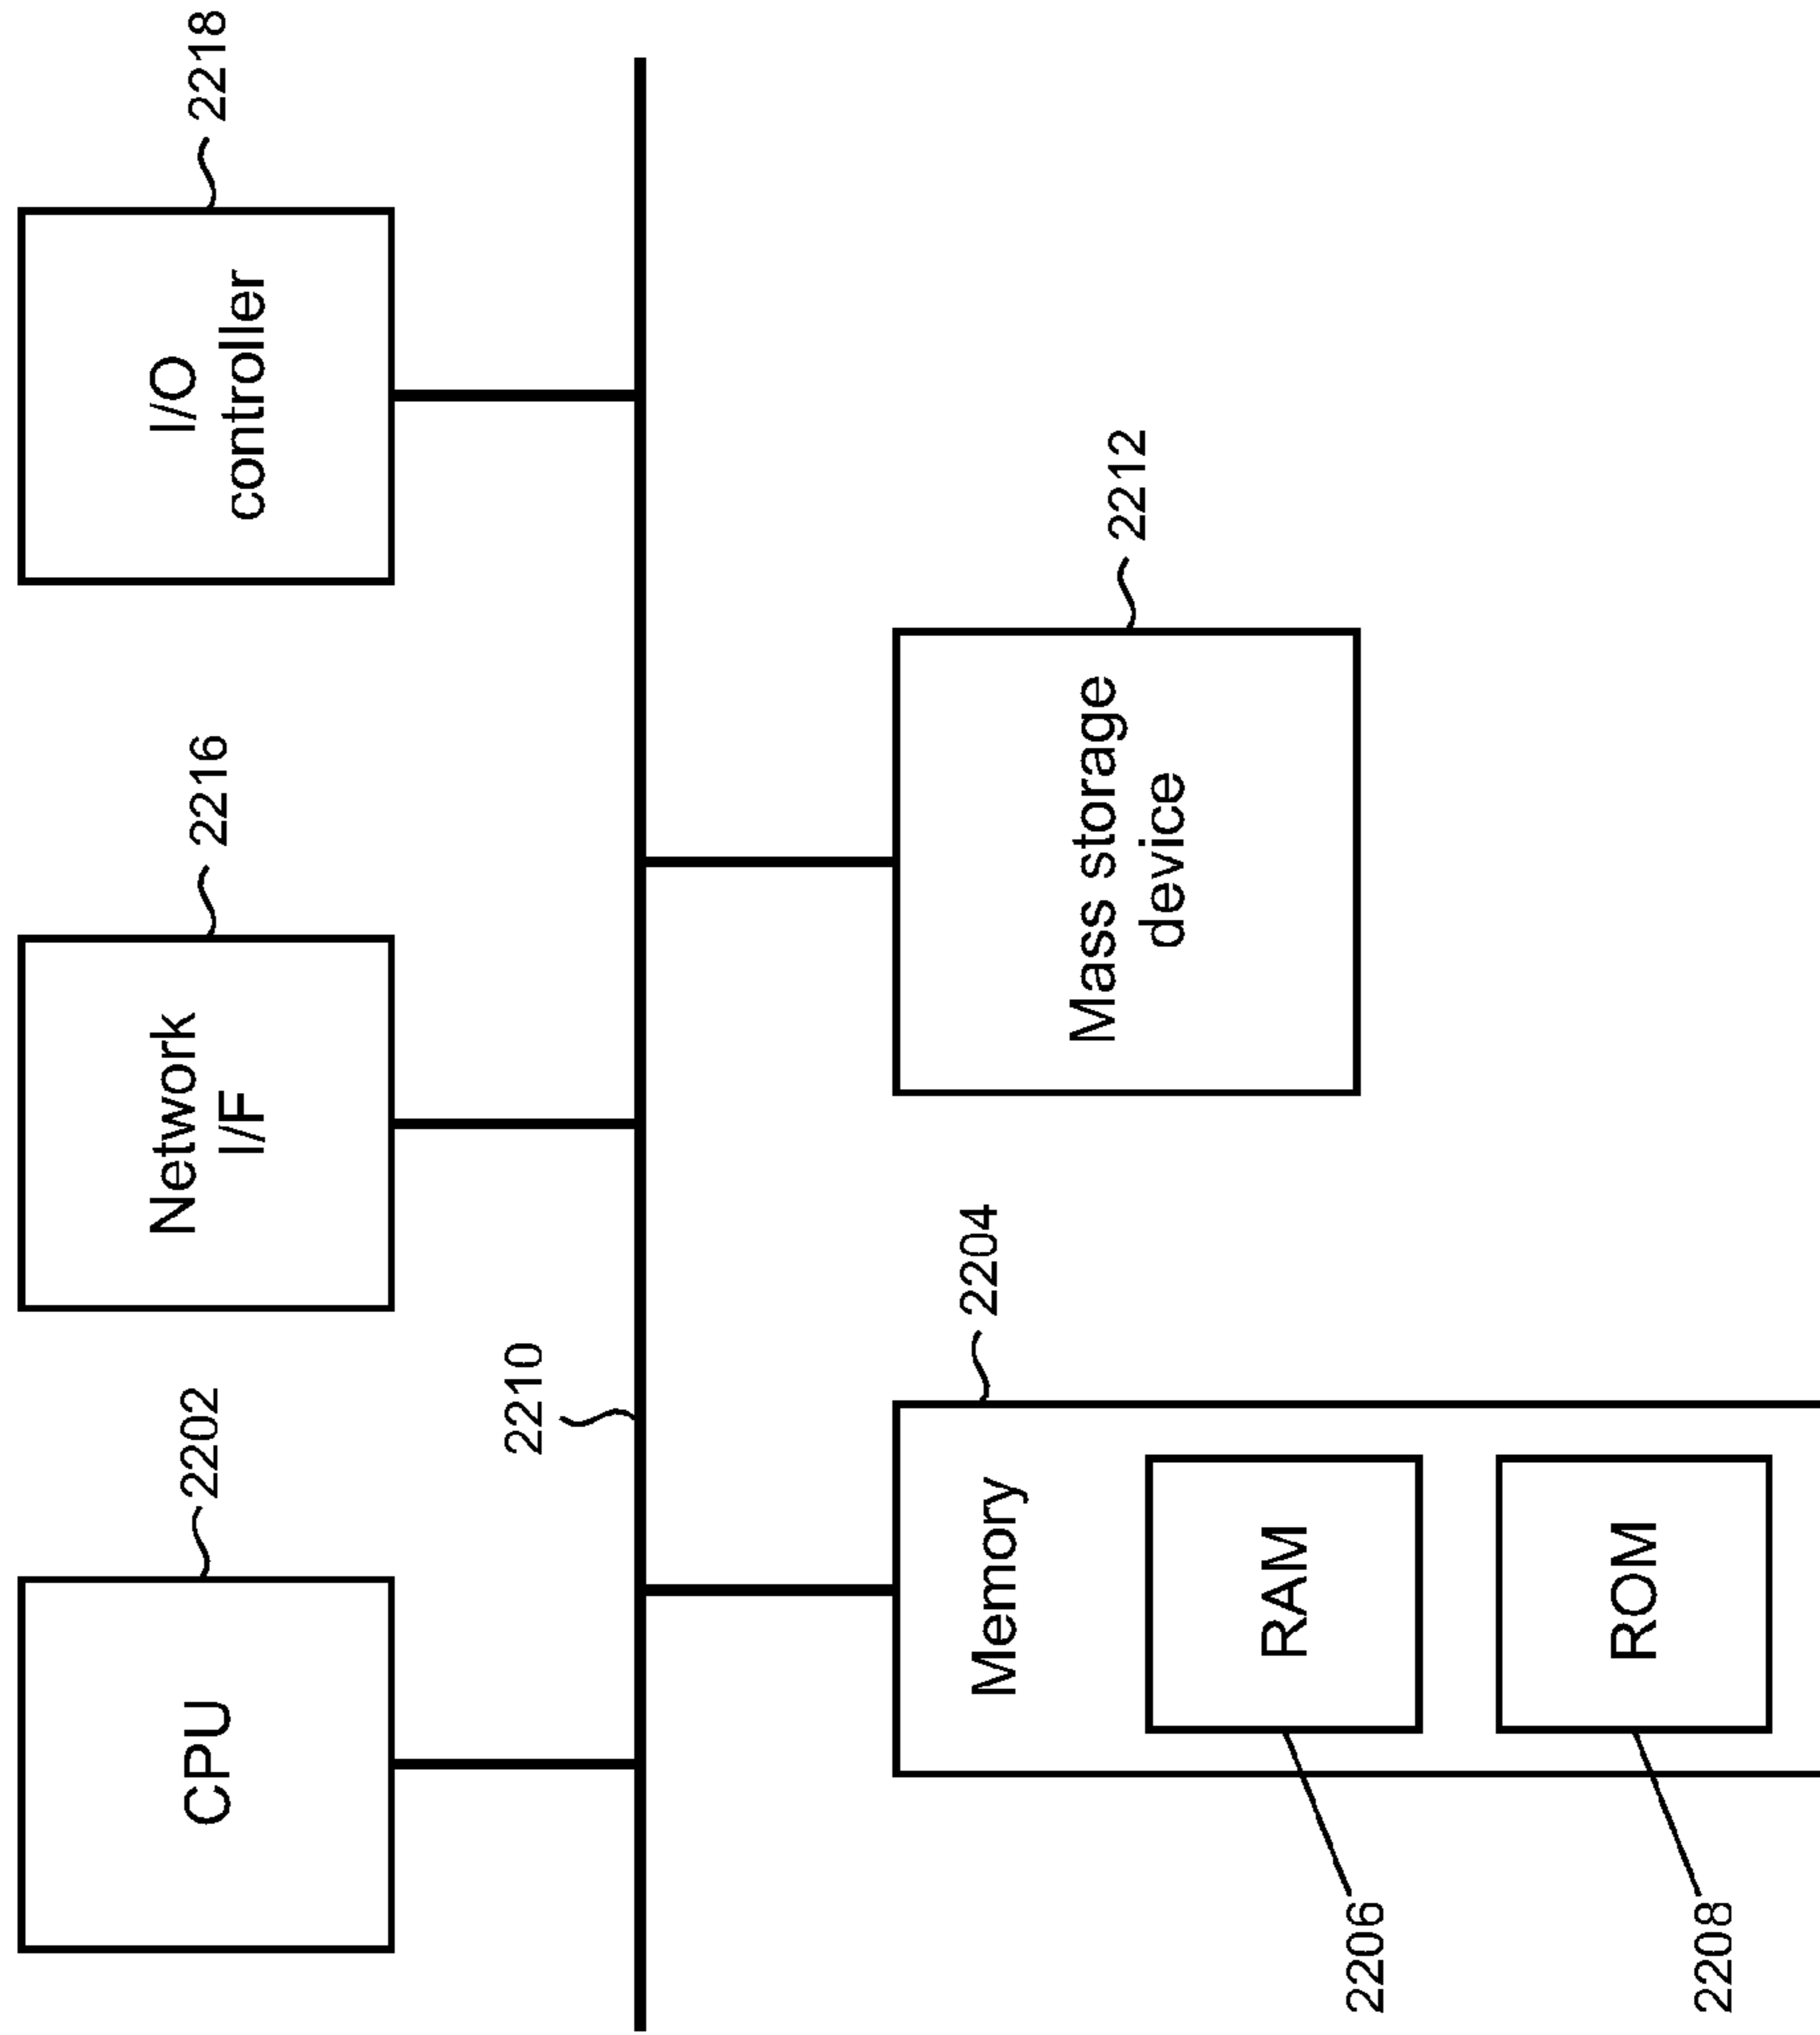 CPU
2202
Network
I/F
2216
I/O
controller
2218
2210
Memory
2204
RAM
2206
ROM
2208
Mass storage
device
2212